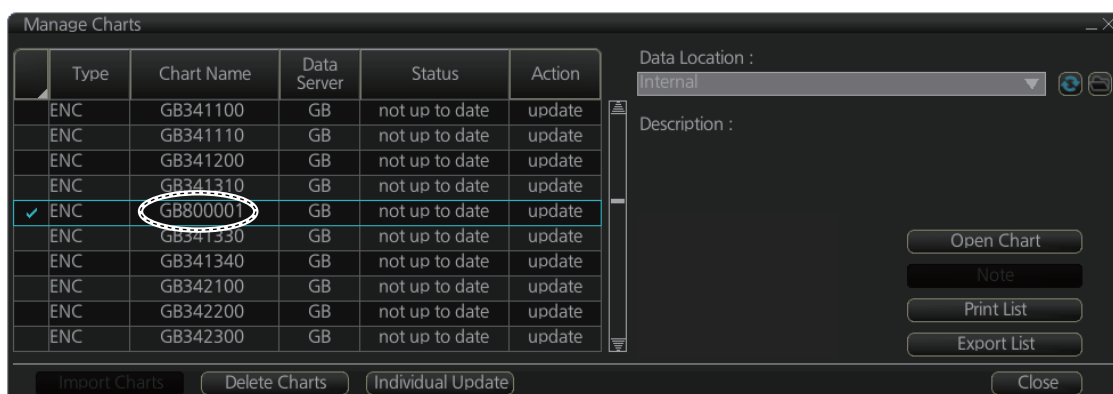 Manage Charts
Type Chart Name Data Server Status Action
ENC GB341100 GB not up to date update
ENC GB341110 GB not up to date update
ENC GB341200 GB not up to date update
ENC GB341310 GB not up to date update
ENC GB800001 GB not up to date update
ENC GB341330 GB not up to date update
ENC GB341340 GB not up to date update
ENC GB342100 GB not up to date update
ENC GB342200 GB not up to date update
ENC GB342300 GB not up to date update
Data Location :
Internal
Description :
Open Chart
Note
Print List
Export List
Import Charts Delete Charts Individual Update Close